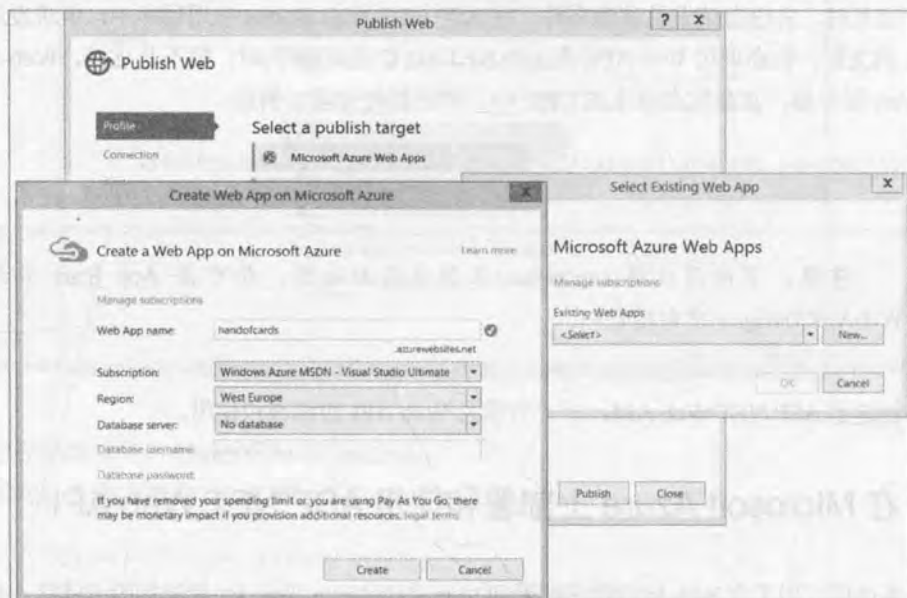 Publish Web
? X
Publish Web
Profile
Select a publish target
Connection
Microsoft Azure Web Apps
Create Web App on Microsoft Azure
X
Create a Web App on Microsoft Azure
Learn more
Manage subscriptions
Web App name:
handofcards
.azurewebsites.net
Subscription:
Windows Azure MSDN - Visual Studio Ultimate
Region:
West Europe
Database server:
No database
Database username:
Database password:
If you have removed your spending limit or you are using Pay As You Go, there
may be monetary impact if you provision additional resources. legal terms
Create
Cancel
Select Existing Web App
X
Microsoft Azure Web Apps
Manage subscriptions
Existing Web Apps
<Select>
New...
OK
Cancel
Publish
Close